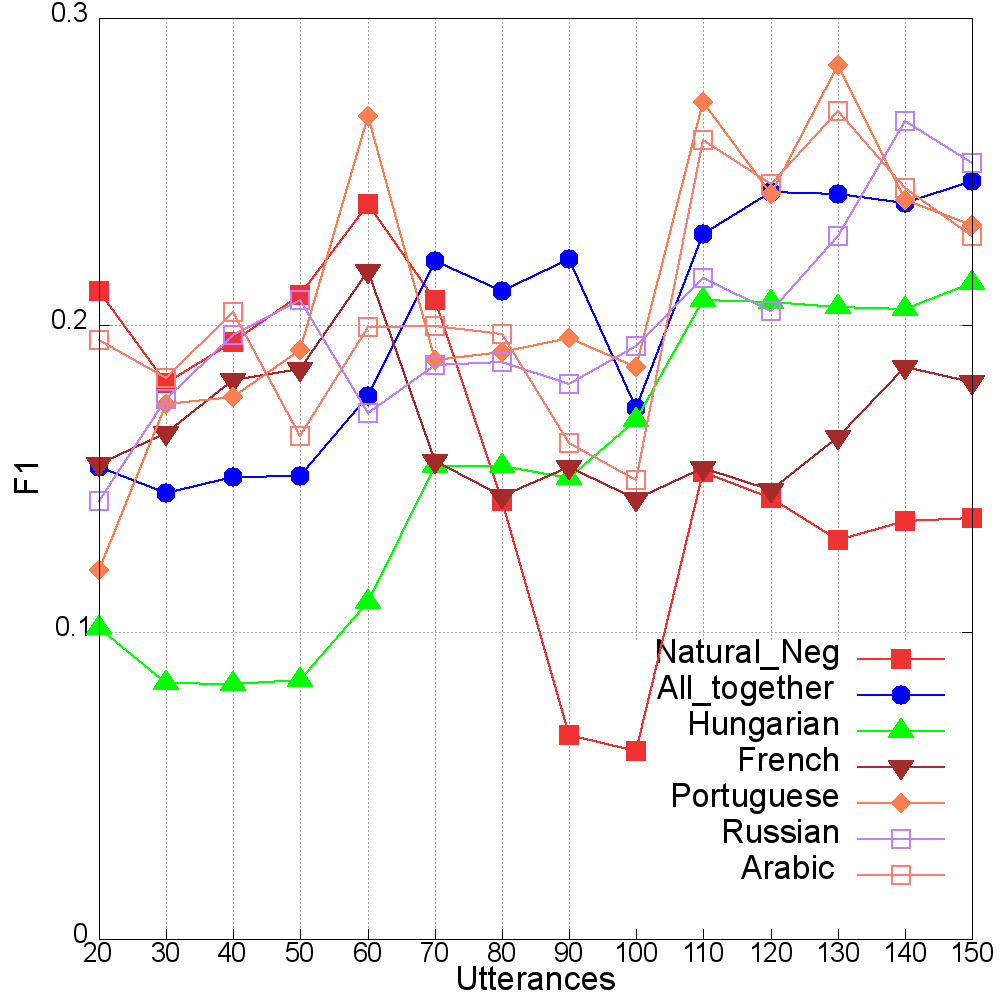 0.3
0.2
0.1
0
F1
Natural_Neg
All_together
Hungarian
French
Portuguese
Russian
Arabic
20 30 40 50 60 70 80 90 100 110 120 130 140 150
Utterances